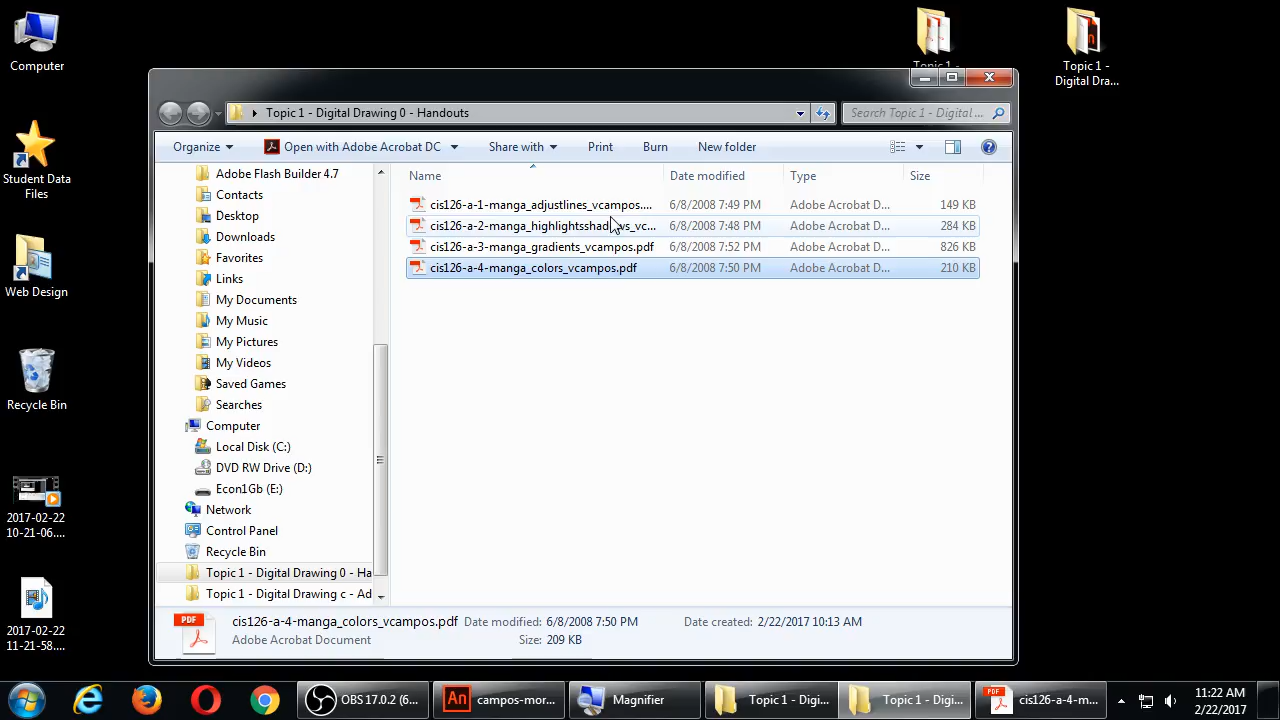 Computer
Student Data
Files
Web Design
Recycle Bin
2017-02-22
10-21-06....
2017-02-22
11-21-58....
Topic 1 -
Topic 1 -
Digital Dra...
Topic 1 - Digital Drawing 0 - Handouts
Search Topic 1 - Digital ...
Organize
Open with Adobe Acrobat DC
Share with
Print
Burn
New folder
Adobe Flash Builder 4.7
Contacts
Desktop
Downloads
Favorites
Links
My Documents
My Music
My Pictures
My Videos
Saved Games
Searches
Computer
Local Disk (C:)
DVD RW Drive (D:)
Econ1Gb (E:)
Network
Control Panel
Recycle Bin
Topic 1 - Digital Drawing 0 - Ha
Topic 1 - Digital Drawing c - Ad
Name Date modified Type Size
cis126-a-1-manga_adjustlines_vcampos.... 6/8/2008 7:49 PM Adobe Acrobat D... 149 KB
cis126-a-2-manga_highlightsshadows_vc... 6/8/2008 7:48 PM Adobe Acrobat D... 284 KB
cis126-a-3-manga_gradients_vcampos.pdf 6/8/2008 7:52 PM Adobe Acrobat D... 826 KB
cis126-a-4-manga_colors_vcampos.pdf 6/8/2008 7:50 PM Adobe Acrobat D... 210 KB
PDF
cis126-a-4-manga_colors_vcampos.pdf Date modified: 6/8/2008 7:50 PM Date created: 2/22/2017 10:13 AM
Adobe Acrobat Document Size: 209 KB
OBS 17.0.2 (6...
An campos-mor...
Magnifier
Topic 1 - Digi...
Topic 1 - Digi...
PDF cis126-a-4-m...
11:22 AM
2/22/2017